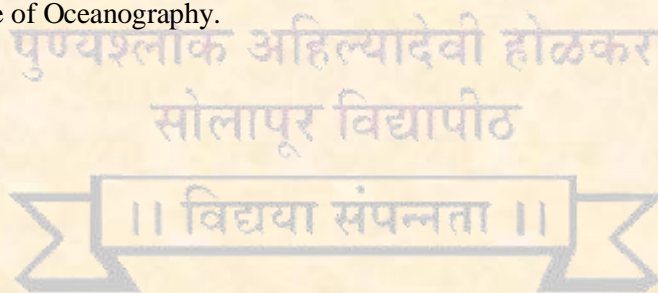 of Oceanography.
पुण्यश्लोक अहिल्यादेवी होळकर
सोलापूर विद्यापीठ
।। विद्यया संपन्नता ।।